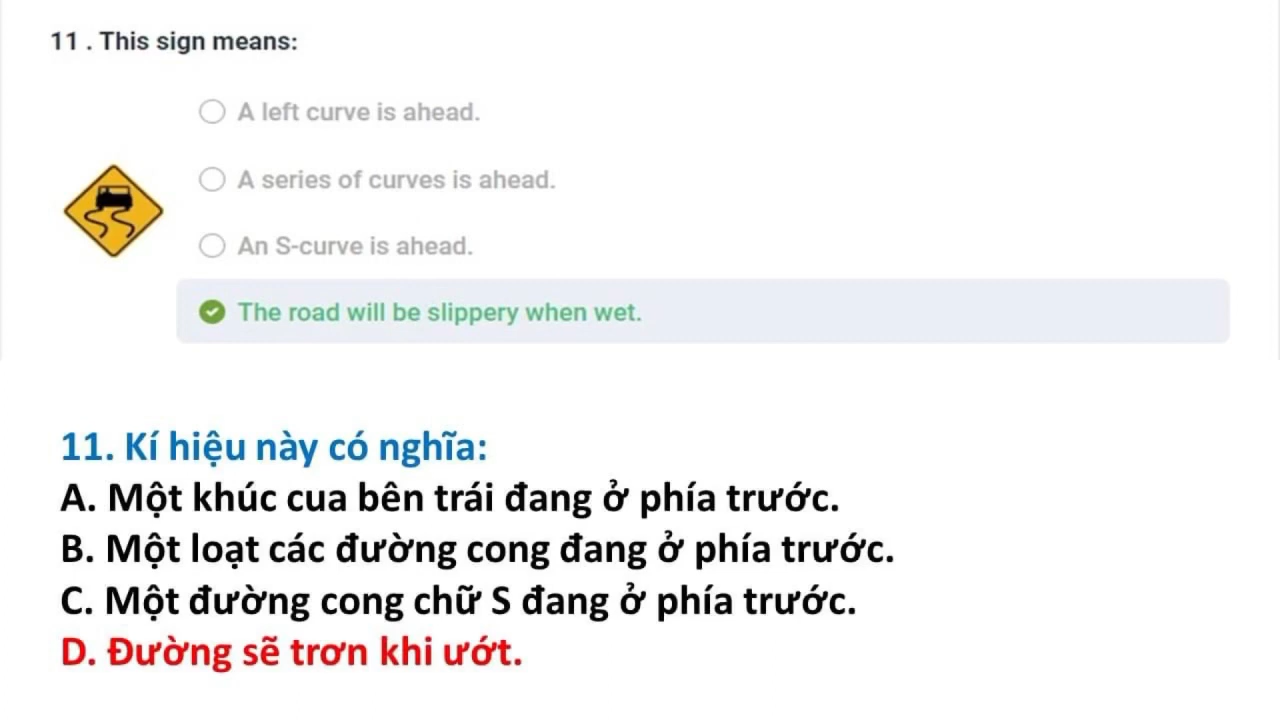 11 . This sign means:
A left curve is ahead.
A series of curves is ahead.
An S-curve is ahead.
The road will be slippery when wet.
11. Kí hiệu này có nghĩa:
A. Một khúc cua bên trái đang ở phía trước.
B. Một loạt các đường cong đang ở phía trước.
C. Một đường cong chữ S đang ở phía trước.
D. Đường sẽ trơn khi ướt.